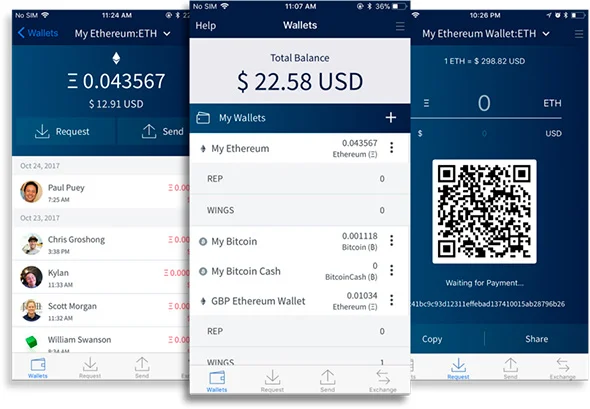 No SIM 11:24 AM 32
Wallets My Ethereum:ETH
Ξ 0.043567
$ 12.91 USD
Request Send
Oct 24, 2017
Paul Puey Ξ 0.00
7:25 AM
Oct 23, 2017
Chris Groshong
3:38 PM
Kylan
11:33 AM
Scott Morgan
11:32 AM
William Swanson
8:34 AM
Wallets Request Send
No SIM 11:07 AM 36%
Help Wallets
Total Balance
$ 22.58 USD
My Wallets +
My Ethereum 0.043567
Ethereum (Ξ)
REP 0
WINGS 0
My Bitcoin 0.001118
Bitcoin (Ƀ)
My Bitcoin Cash 0
BitcoinCash (Ƀ)
GBP Ethereum Wallet 0.01034
Ethereum (Ξ)
REP 0
WINGS 1
Wallets Request Send Exchange
10:26 PM
My Ethereum Wallet:ETH
1 ETH = $ 298.82 USD
Ξ 0 ETH
$ 0 USD
Waiting for Payment...
41bc9c93d12311effebad137410015ab28796b26
Copy Share
Request Send Exchange